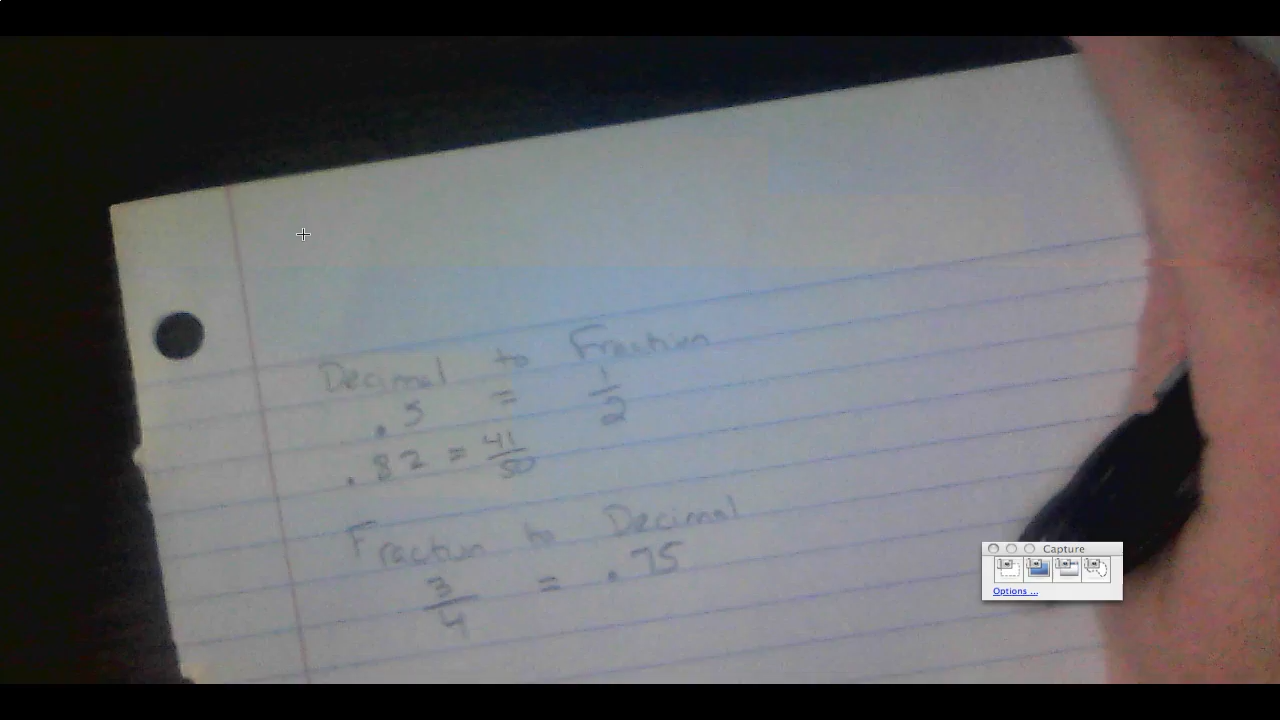 Decimal to Fraction
.5 = 1/2
.82 = 41/50
Fraction to Decimal
3/4 = .75
Capture
Options ...